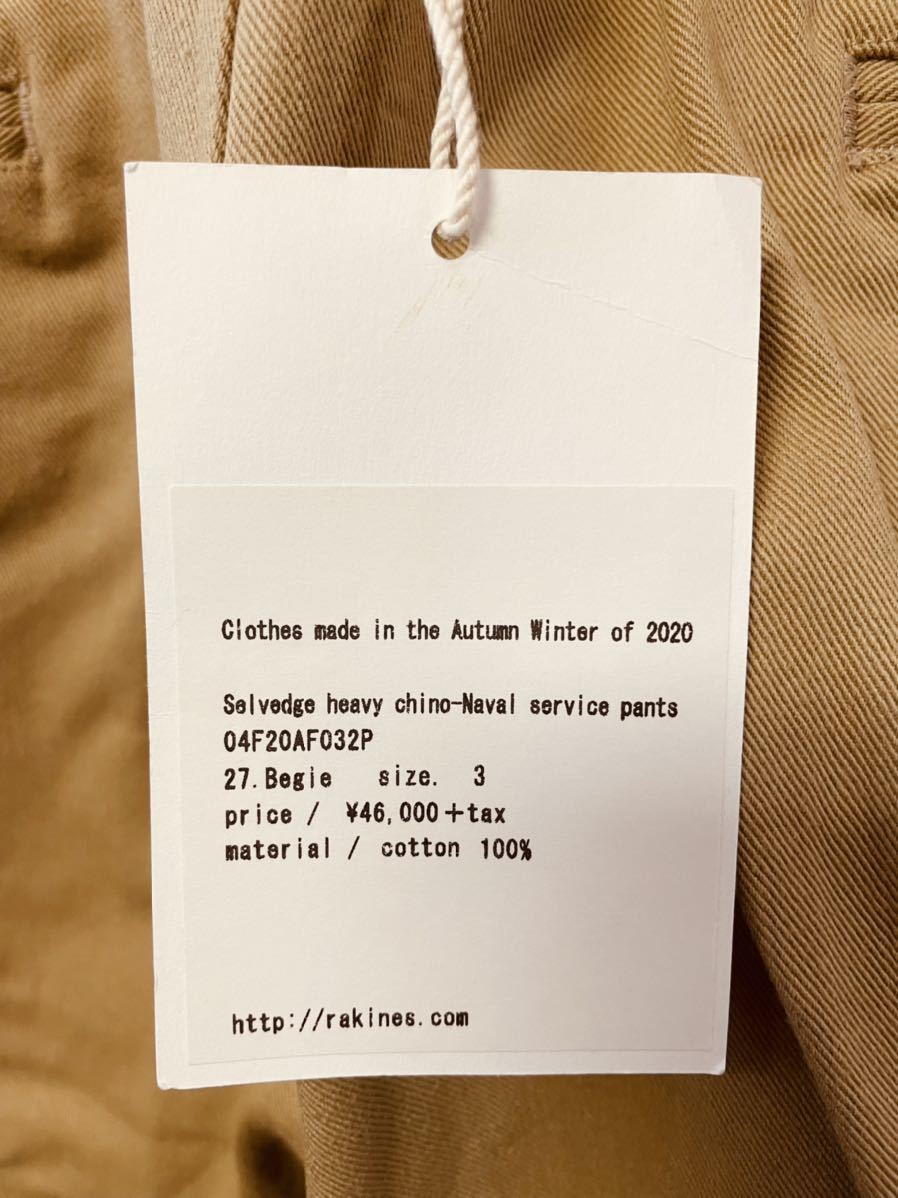 Clothes made in the Autumn Winter of 2020
Selvedge heavy chino-Naval service pants
04F20AF032P
27.Begie size. 3
price / ¥46,000+tax
material / cotton 100%
http://rakines.com